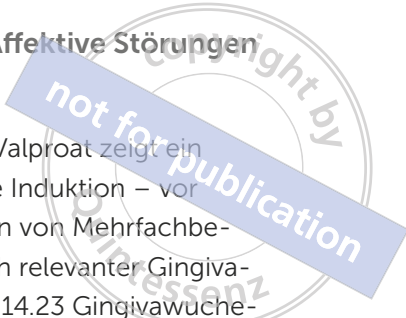 Affektive Störungen
Valproat zeigt ein
e Induktion – vor
n von Mehrfachbe-
n relevanter Gingiva-
14.23 Gingivawuche-
copyright by
not for publication
Quintessenz